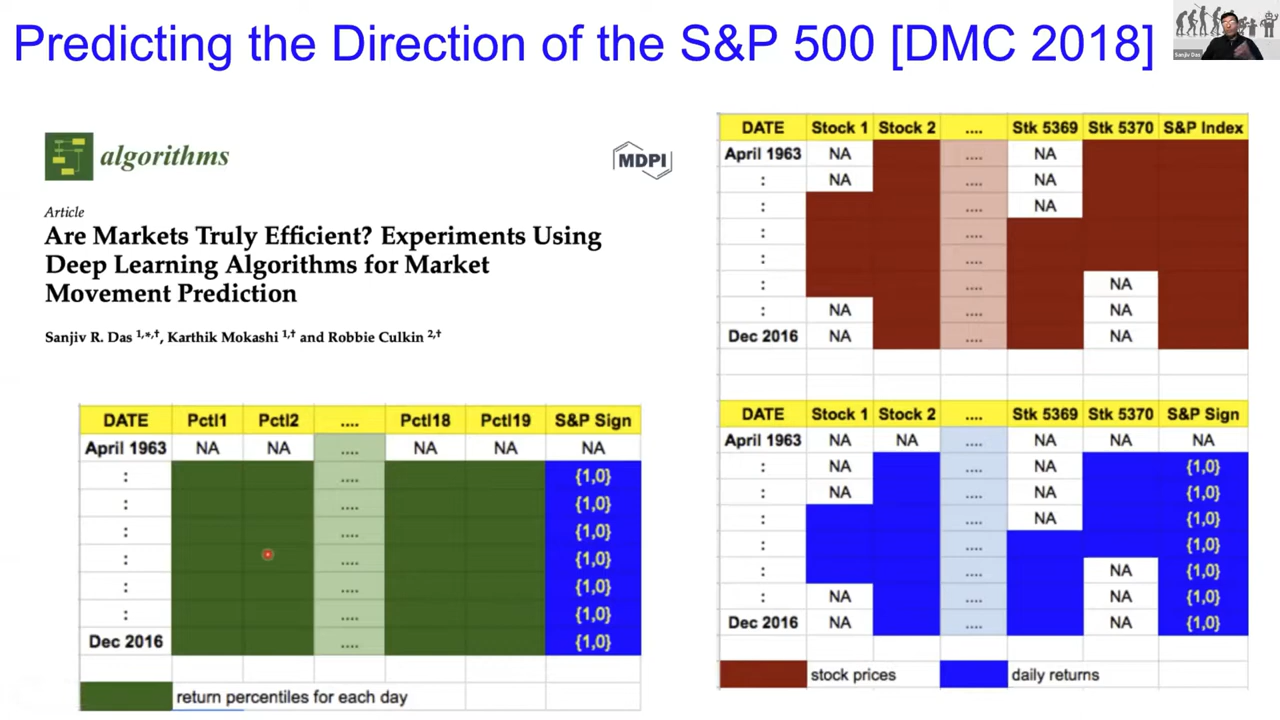 Predicting the Direction of the S&P 500 [DMC 2018]
Sanjiv Das
algorithms
MDPI
Article
Are Markets Truly Efficient? Experiments Using
Deep Learning Algorithms for Market
Movement Prediction
Sanjiv R. Das 1,*,†, Karthik Mokashi 1,† and Robbie Culkin 2,†
DATE Stock 1 Stock 2 .... Stk 5369 Stk 5370 S&P Index
April 1963 NA .... NA
: NA .... NA
: .... NA
: ....
: ....
: .... NA
: NA .... NA
Dec 2016 NA .... NA
DATE Pctl1 Pctl2 .... Pctl18 Pctl19 S&P Sign
April 1963 NA NA .... NA NA NA
: .... {1,0}
: .... {1,0}
: .... {1,0}
: .... {1,0}
: .... {1,0}
: .... {1,0}
Dec 2016 .... {1,0}
return percentiles for each day
DATE Stock 1 Stock 2 .... Stk 5369 Stk 5370 S&P Sign
April 1963 NA NA .... NA NA NA
: NA .... NA {1,0}
: NA .... NA {1,0}
: .... NA {1,0}
: .... {1,0}
: .... NA {1,0}
: NA .... NA {1,0}
Dec 2016 NA .... NA {1,0}
stock prices daily returns